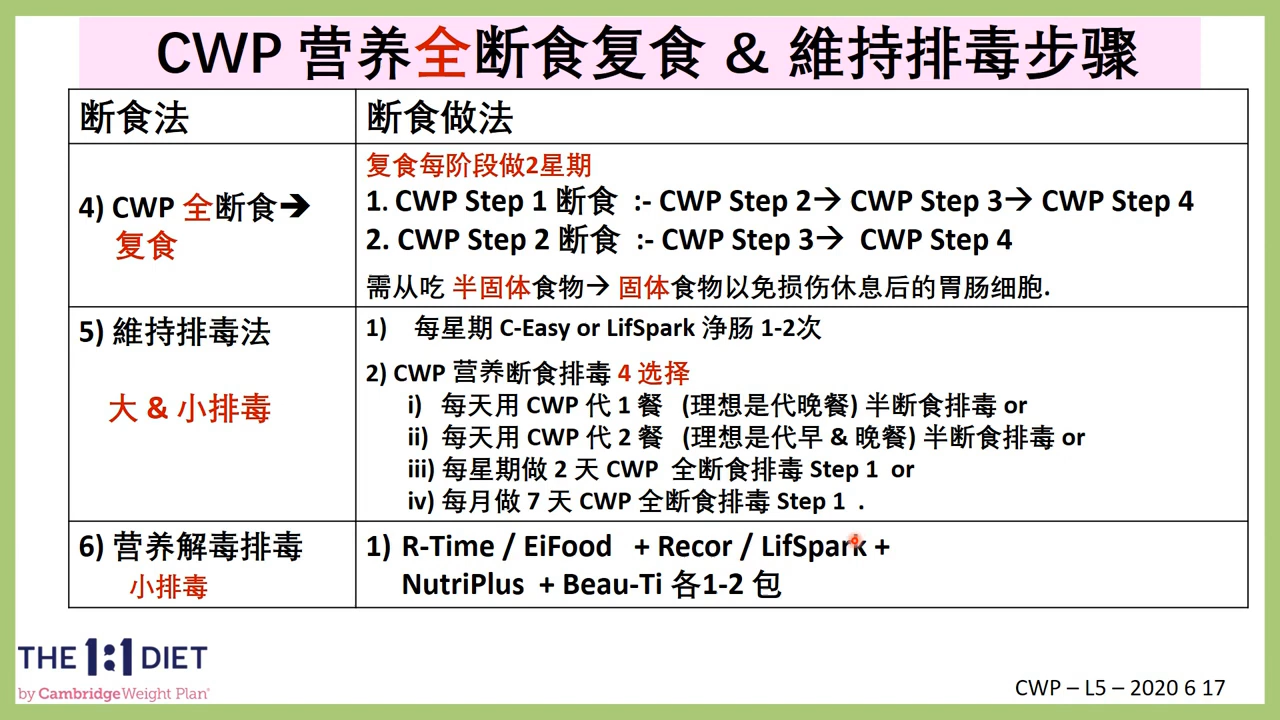 CWP 营养全断食复食 & 維持排毒步骤
断食法
断食做法
4) CWP 全断食➔
复食
复食每阶段做2星期
1. CWP Step 1 断食 :- CWP Step 2→ CWP Step 3→ CWP Step 4
2. CWP Step 2 断食 :- CWP Step 3→ CWP Step 4
需从吃 半固体食物→ 固体食物以免损伤休息后的胃肠细胞.
5) 維持排毒法
大 & 小排毒
1) 每星期 C-Easy or LifSpark 净肠 1-2次
2) CWP 营养断食排毒 4 选择
i) 每天用 CWP 代 1 餐 (理想是代晚餐) 半断食排毒 or
ii) 每天用 CWP 代 2 餐 (理想是代早 & 晚餐) 半断食排毒 or
iii) 每星期做 2 天 CWP 全断食排毒 Step 1 or
iv) 每月做 7 天 CWP 全断食排毒 Step 1 .
6) 营养解毒排毒
小排毒
1) R-Time / EiFood + Recor / LifSpark +
NutriPlus + Beau-Ti 各1-2 包
THE 1:1 DIET
by Cambridge Weight Plan®
CWP – L5 – 2020 6 17